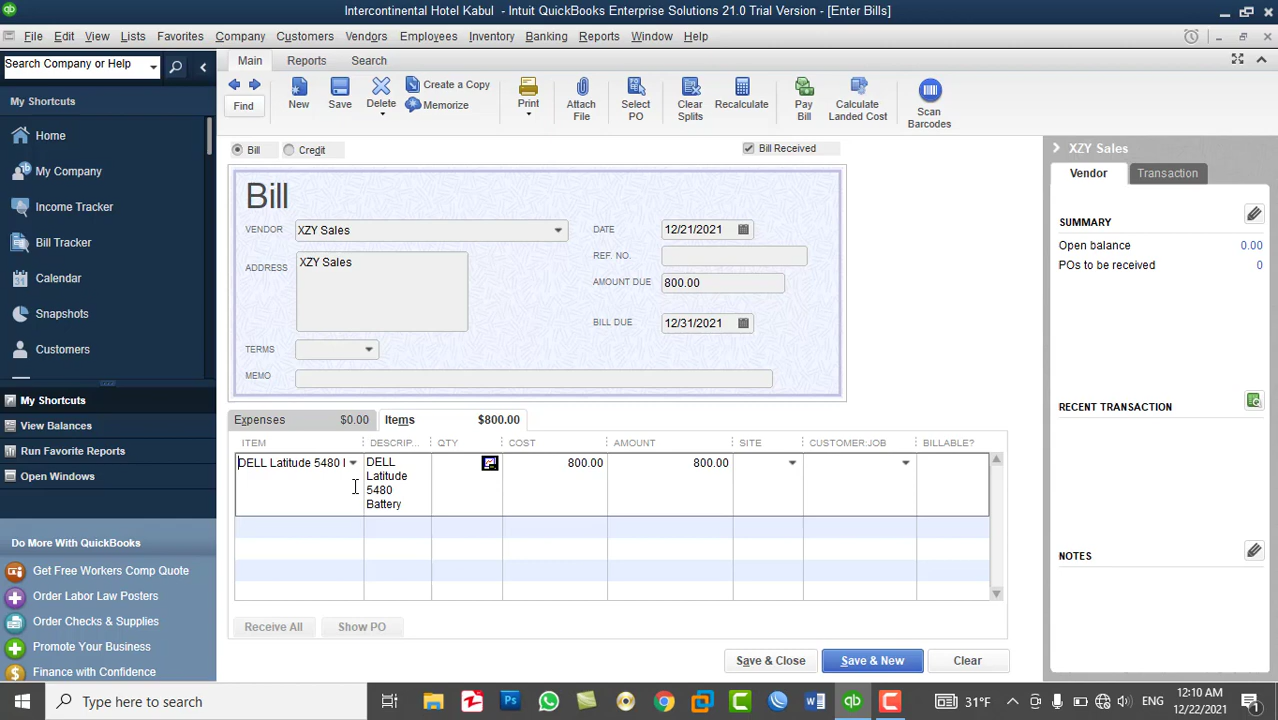 Intercontinental Hotel Kabul - Intuit QuickBooks Enterprise Solutions 21.0 Trial Version - [Enter Bills]
File Edit View Lists Favorites Company Customers Vendors Employees Inventory Banking Reports Window Help
Search Company or Help
My Shortcuts
Home
My Company
Income Tracker
Bill Tracker
Calendar
Snapshots
Customers
My Shortcuts
View Balances
Run Favorite Reports
Open Windows
Do More With QuickBooks
Get Free Workers Comp Quote
Order Labor Law Posters
Order Checks & Supplies
Promote Your Business
Finance with Confidence
Main Reports Search
Find
New
Save
Delete
Create a Copy
Memorize
Print
Attach
File
Select
PO
Clear
Splits
Recalculate
Pay
Bill
Calculate
Landed Cost
Scan
Barcodes
Bill Credit Bill Received
Bill
VENDOR XZY Sales
ADDRESS XZY Sales
TERMS
MEMO
DATE 12/21/2021
REF. NO.
AMOUNT DUE 800.00
BILL DUE 12/31/2021
Expenses $0.00 Items $800.00
ITEM DESCRIP... QTY COST AMOUNT SITE CUSTOMER:JOB BILLABLE?
DELL Latitude 5480 DELL 800.00 800.00
Latitude
5480
Battery
Receive All Show PO
Save & Close Save & New Clear
XZY Sales
Vendor Transaction
SUMMARY
Open balance 0.00
POs to be received 0
RECENT TRANSACTION
NOTES
Type here to search
31°F ENG
12:10 AM
12/22/2021